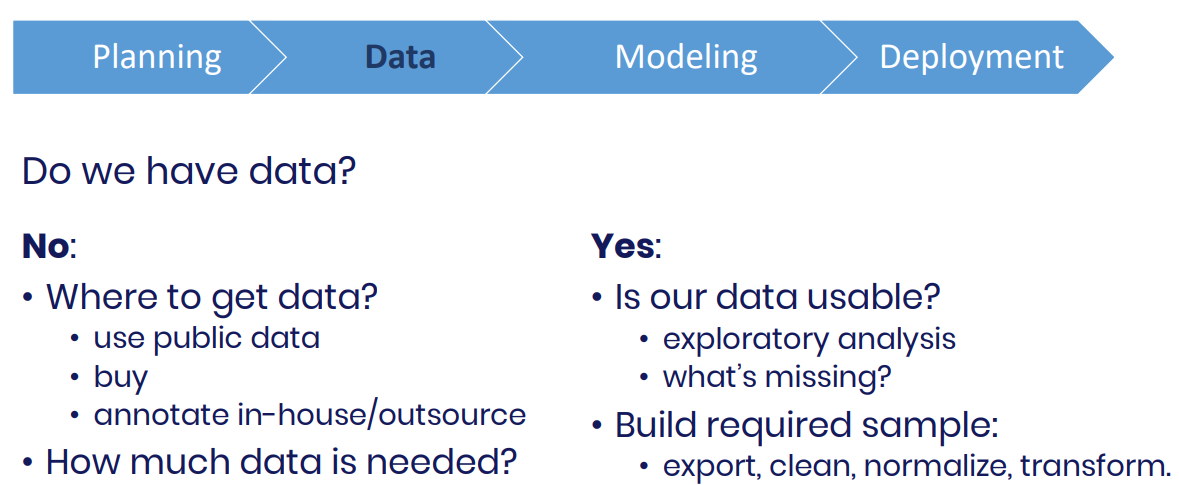 Planning
Data
Modeling
Deployment
Do we have data?
No:
• Where to get data?
• use public data
• buy
• annotate in-house/outsource
• How much data is needed?
Yes:
• Is our data usable?
• exploratory analysis
• what’s missing?
• Build required sample:
• export, clean, normalize, transform.